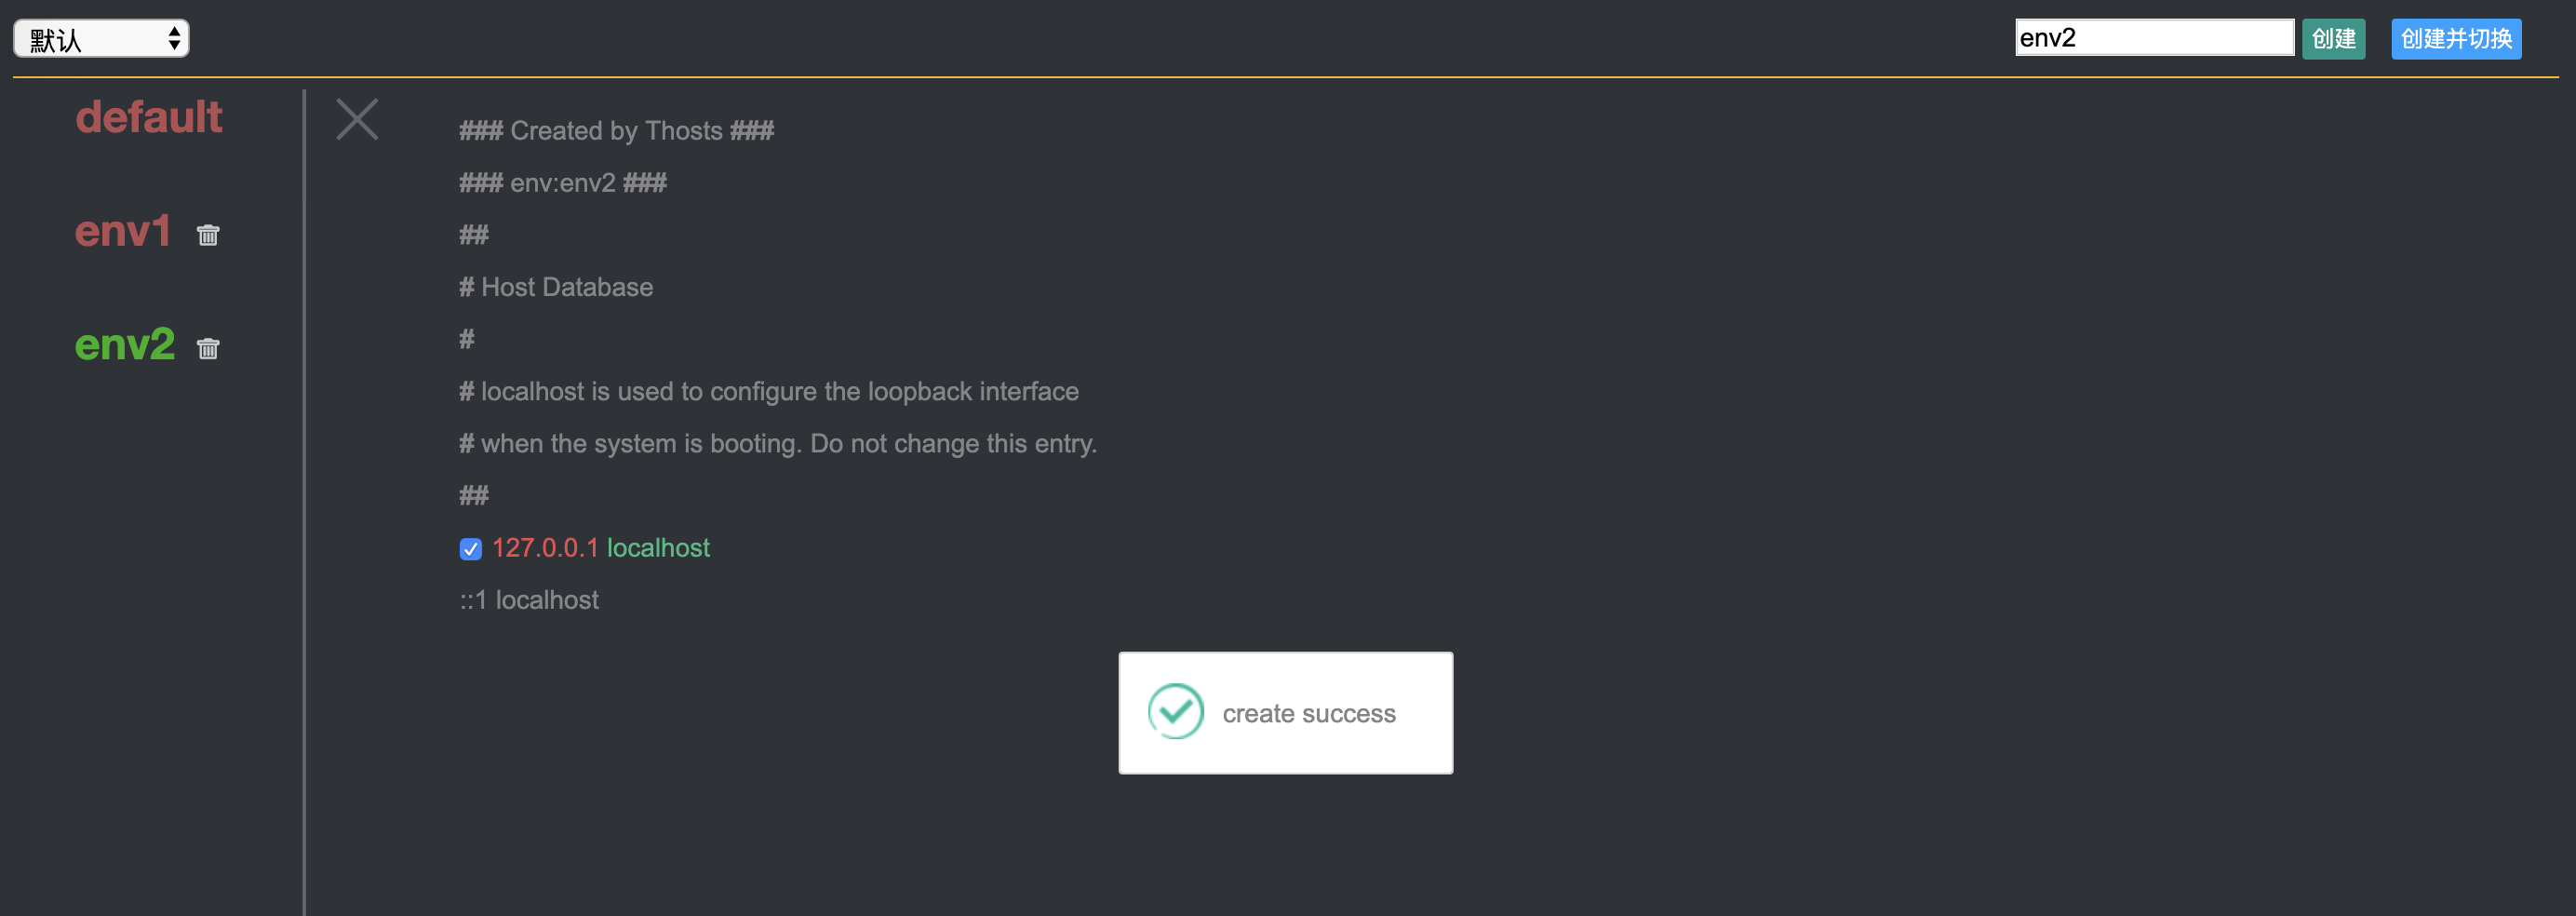 默认
env2 创建 创建并切换
default
env1
env2
### Created by Thosts ###
### env:env2 ###
##
# Host Database
#
# localhost is used to configure the loopback interface
# when the system is booting. Do not change this entry.
##
127.0.0.1 localhost
::1 localhost
create success